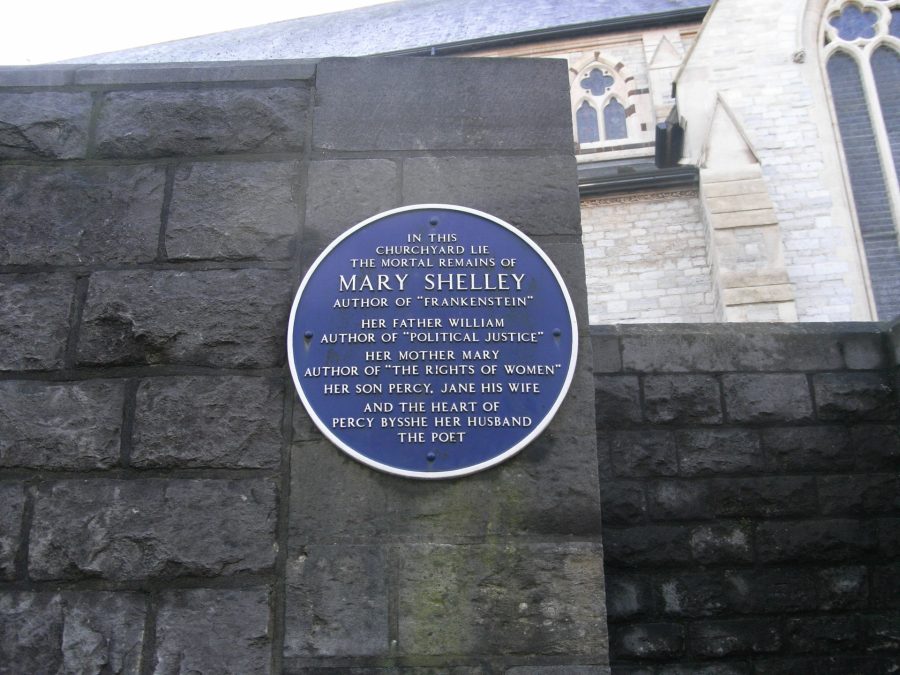 IN THIS
CHURCHYARD LIE
THE MORTAL REMAINS OF
MARY SHELLEY
AUTHOR OF "FRANKENSTEIN"
HER FATHER WILLIAM
AUTHOR OF "POLITICAL JUSTICE"
HER MOTHER MARY
AUTHOR OF "THE RIGHTS OF WOMEN"
HER SON PERCY, JANE HIS WIFE
AND THE HEART OF
PERCY BYSSHE HER HUSBAND
THE POET